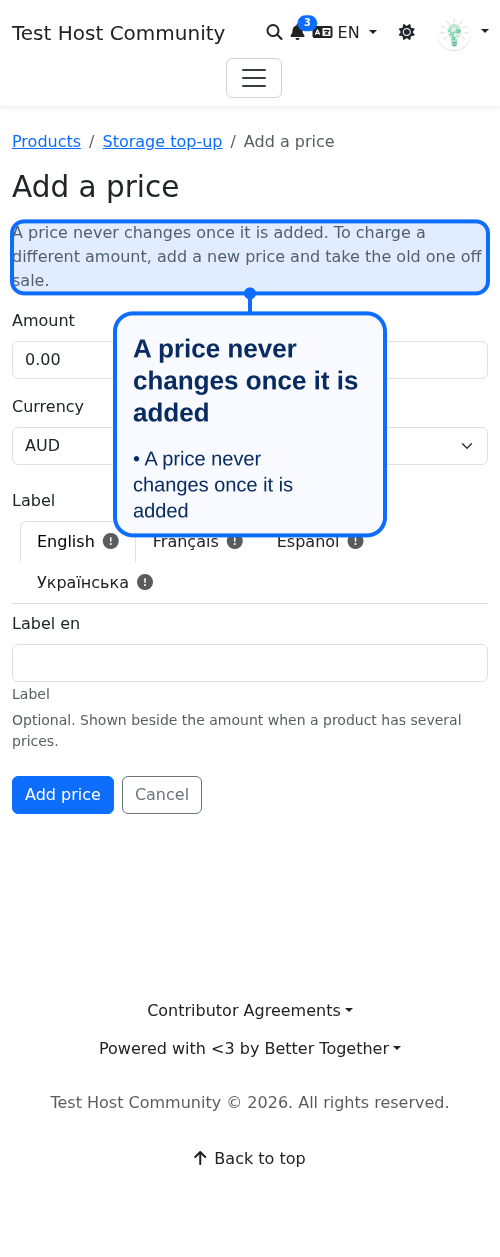 Test Host Community
3
EN
Products / Storage top-up / Add a price
Add a price
A price never changes once it is added. To charge a
different amount, add a new price and take the old one off
sale.
A price never
changes once it is
added
• A price never
changes once it is
added
Amount
0.00
Currency
AUD
Label
English
Français
Español
Українська
Label en
Label
Optional. Shown beside the amount when a product has several
prices.
Add price
Cancel
Contributor Agreements
Powered with <3 by Better Together
Test Host Community © 2026. All rights reserved.
Back to top